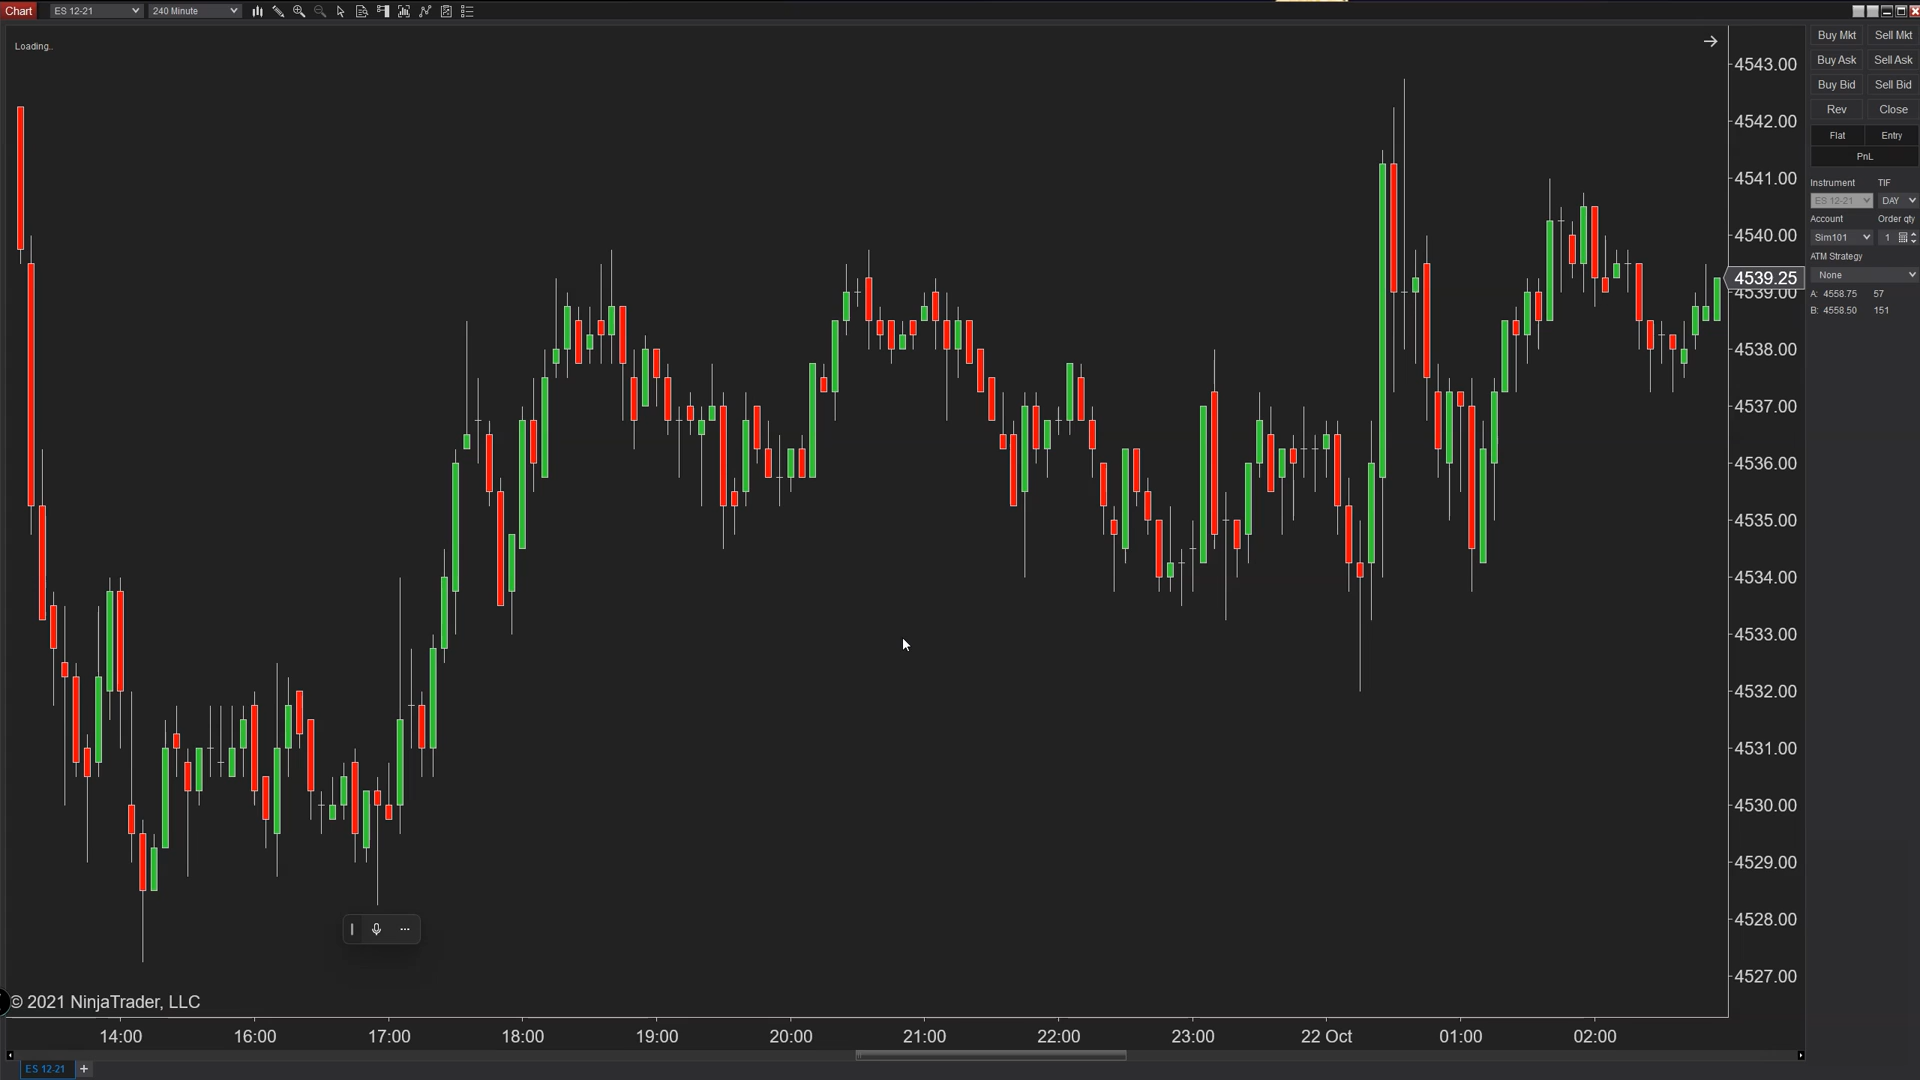 Chart ES 12-21 240 Minute
Loading..
Buy Mkt Sell Mkt
Buy Ask Sell Ask
Buy Bid Sell Bid
Rev Close
Flat Entry
PnL
Instrument TIF
ES 12-21 DAY
Account Order qty
Sim101 1
ATM Strategy
None
A: 4558.75 57
B: 4558.50 151
4543.00
4542.00
4541.00
4540.00
4539.25
4539.00
4538.00
4537.00
4536.00
4535.00
4534.00
4533.00
4532.00
4531.00
4530.00
4529.00
4528.00
4527.00
© 2021 NinjaTrader, LLC
14:00 16:00 17:00 18:00 19:00 20:00 21:00 22:00 23:00 22 Oct 01:00 02:00
ES 12-21 +